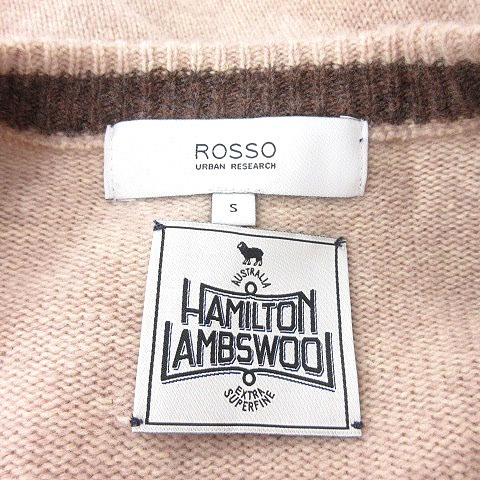 ROSSO
URBAN RESEARCH
S
AUSTRALIA
HAMILTON
LAMBSWOOL
EXTRA
SUPERFINE